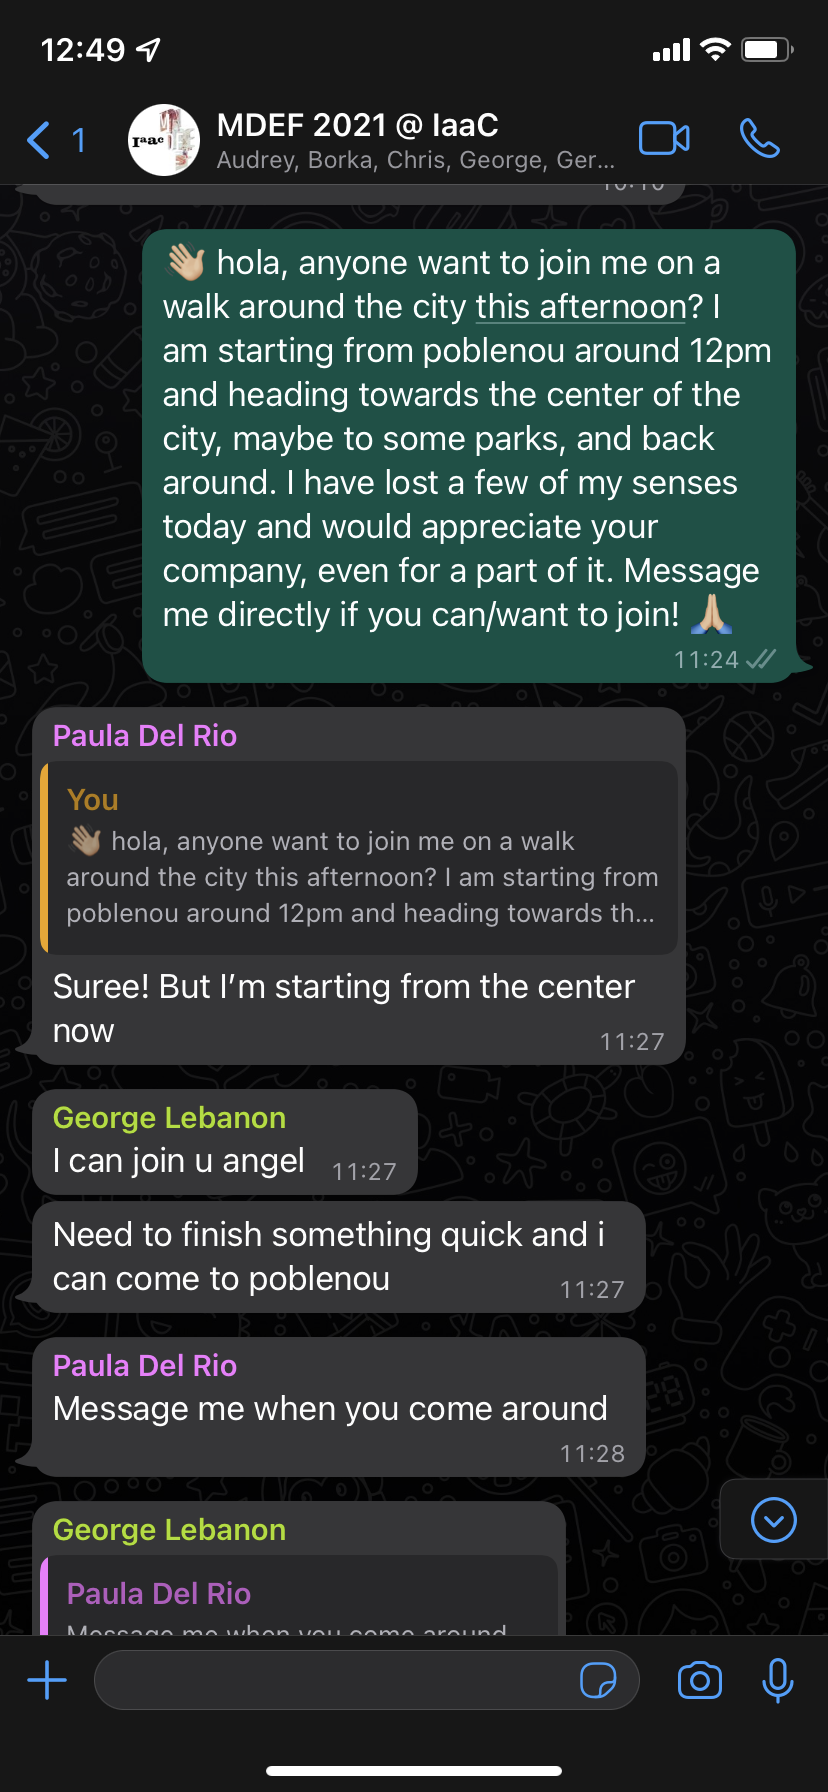 12:49
1
Iaac
MDEF 2021 @ IaaC
Audrey, Borka, Chris, George, Ger...
👋🏼 hola, anyone want to join me on a
walk around the city this afternoon? I
am starting from poblenou around 12pm
and heading towards the center of the
city, maybe to some parks, and back
around. I have lost a few of my senses
today and would appreciate your
company, even for a part of it. Message
me directly if you can/want to join! 🙏🏼
11:24
Paula Del Rio
You
👋🏼 hola, anyone want to join me on a walk
around the city this afternoon? I am starting from
poblenou around 12pm and heading towards th...
Suree! But I’m starting from the center
now
11:27
George Lebanon
I can join u angel 11:27
Need to finish something quick and i
can come to poblenou
11:27
Paula Del Rio
Message me when you come around
11:28
George Lebanon
Paula Del Rio
Message me when you come around